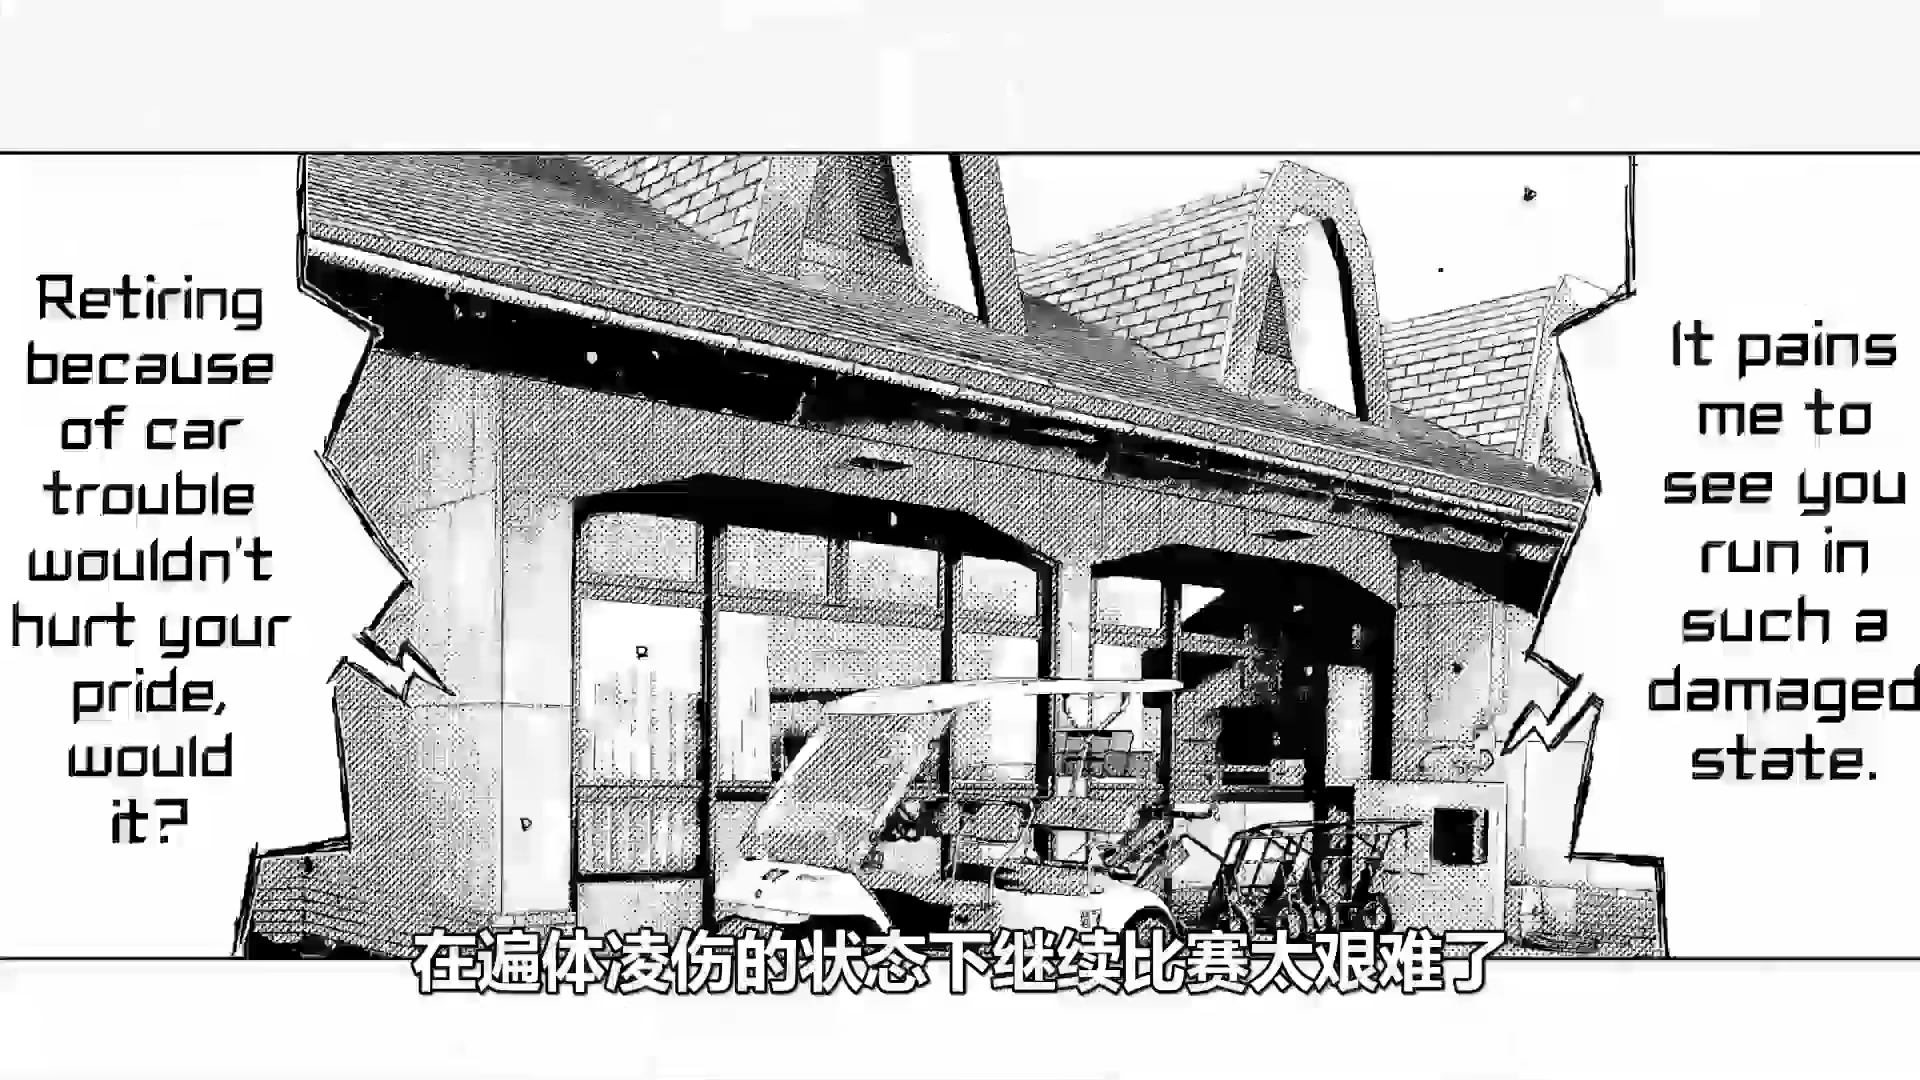 It pains
me to
see you
run in
such a
damaged
state.
Retiring
because
of car
trouble
wouldn't
hurt your
pride,
would
it?
在遍体凌伤的状态下继续比赛太艰难了